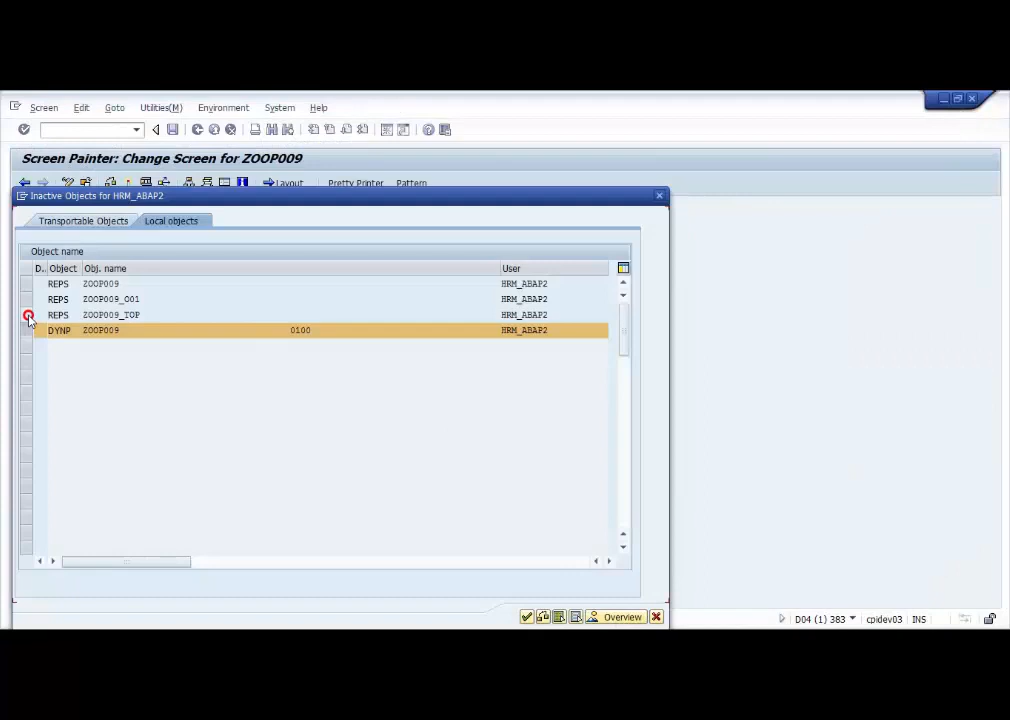 Screen Edit Goto Utilities(M) Environment System Help
Screen Painter: Change Screen for ZOOP009
Layout Pretty Printer Pattern
Inactive Objects for HRM_ABAP2
Transportable Objects Local objects
Object name
D.. Object Obj. name User
REPS ZOOP009 HRM_ABAP2
REPS ZOOP009_O01 HRM_ABAP2
REPS ZOOP009_TOP HRM_ABAP2
DYNP ZOOP009 0100 HRM_ABAP2
Overview
D04 (1) 383 cpidev03 INS